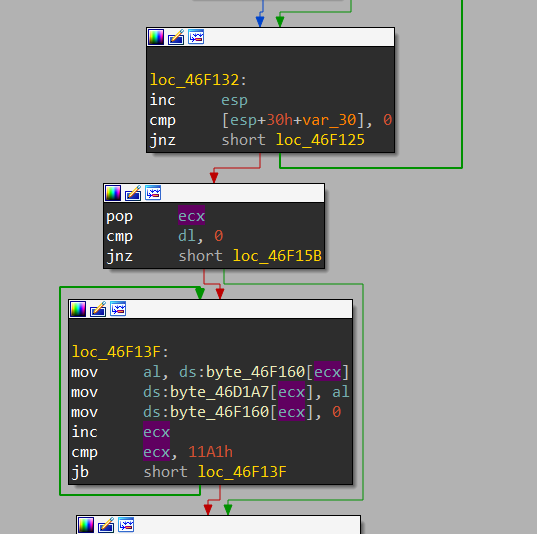 loc_46F132:
inc esp
cmp [esp+30h+var_30], 0
jnz short loc_46F125
pop ecx
cmp dl, 0
jnz short loc_46F15B
loc_46F13F:
mov al, ds:byte_46F160[ecx]
mov ds:byte_46D1A7[ecx], al
mov ds:byte_46F160[ecx], 0
inc ecx
cmp ecx, 11A1h
jb short loc_46F13F